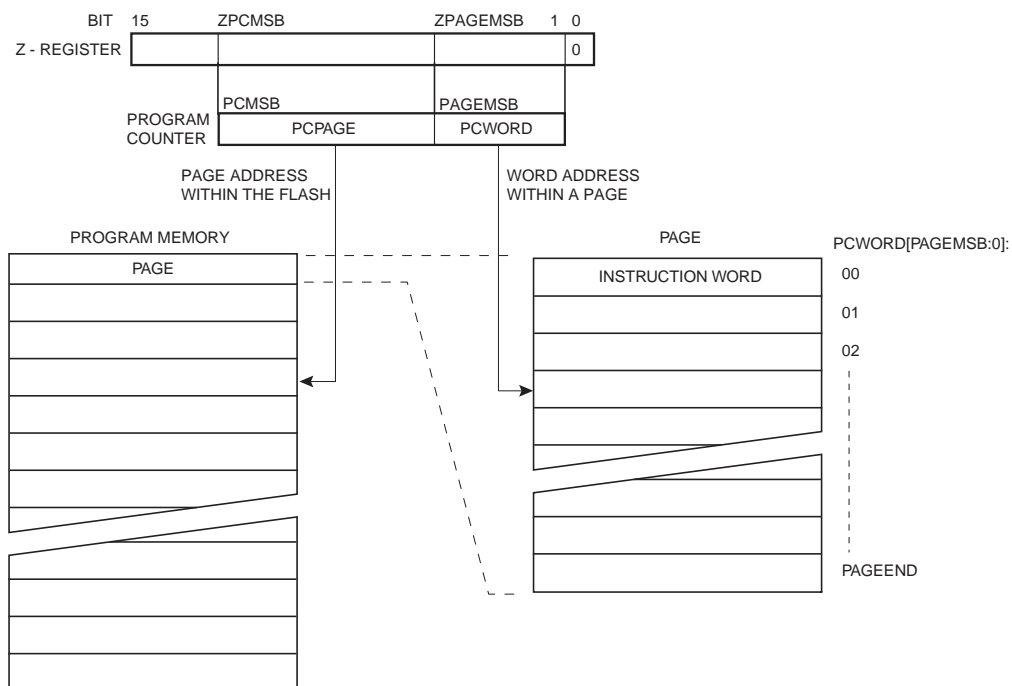 BIT 15 ZPCMSB ZPAGEMSB 1 0
Z - REGISTER 0
PCMSB PAGEMSB
PROGRAM
COUNTER
PCPAGE PCWORD
PAGE ADDRESS
WITHIN THE FLASH
WORD ADDRESS
WITHIN A PAGE
PROGRAM MEMORY
PAGE
PAGE
PCWORD[PAGEMSB:0]:
INSTRUCTION WORD
00
01
02
PAGEEND